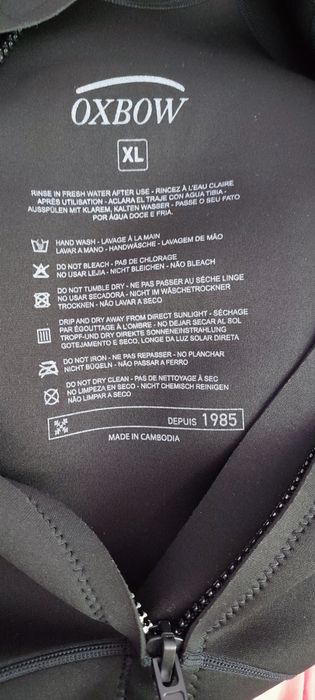 OXBOW
XL
RINSE IN FRESH WATER AFTER USE - RINCEZ À L'EAU CLAIRE
APRÈS UTILISATION - ACLARA EL TRAJE CON AGUA TIBIA -
AUSSPÜLEN MIT KLAREM, KALTEN WASSER - PASSE O SEU FATO
POR ÀGUA DOCE E FRIA.
HAND WASH - LAVAGE À LA MAIN
LAVAR A MANO - HANDWÄSCHE - LAVAGEM DE MÃO
DO NOT BLEACH - PAS DE CHLORAGE
NO USAR LEJIA - NICHT BLEICHEN - NÃO BLEACH
DO NOT TUMBLE DRY - NE PAS PASSER AU SÉCHE LINGE
NO USAR SECADORA - NICHT IM WÄSCHETROCKNER
TROCKNEN - NÃO LAVAR A SECO
DRIP AND DRY AWAY FROM DIRECT SUNLIGHT - SÉCHAGE
PAR ÉGOUTTAGE À L'OMBRE - NO DEJAR SECAR AL SOL
TROPF-UND DRY DIREKTE SONNENEINSTRAHLUNG
GOTEJAMENTO E SECO, LONGE DA LUZ SOLAR DIRETA
DO NOT IRON - NE PAS REPASSER - NO PLANCHAR
NICHT BÜGELN - NÃO PASSAR A FERRO
DO NOT DRY CLEAN - PAS DE NETTOYAGE À SEC
NO LIMPEZA EN SECO - NICHT CHEMISCH REINIGEN
NÃO LIMPAR A SECO
DEPUIS 1985
MADE IN CAMBODIA